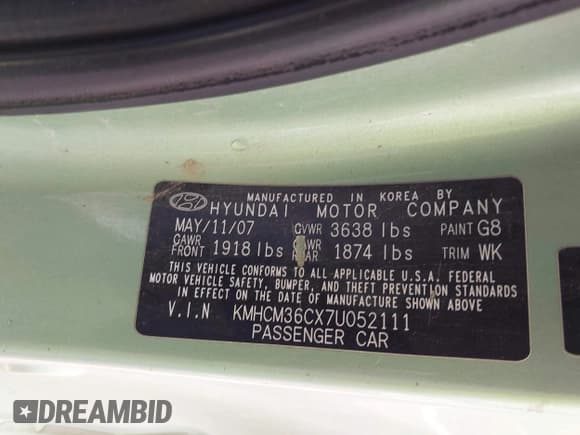 MANUFACTURED IN KOREA BY
HYUNDAI MOTOR COMPANY
MAY/11/07 GVWR 3638 lbs PAINT G8
GAWR FRONT 1918 lbs GAWR REAR 1874 lbs TRIM WK
THIS VEHICLE CONFORMS TO ALL APPLICABLE U.S.A. FEDERAL
MOTOR VEHICLE SAFETY, BUMPER, AND THEFT PREVENTION STANDARDS
IN EFFECT ON THE DATE OF MANUFACTURE SHOWN ABOVE
V.I.N KMHCM36CX7U052111
PASSENGER CAR
DREAMBID